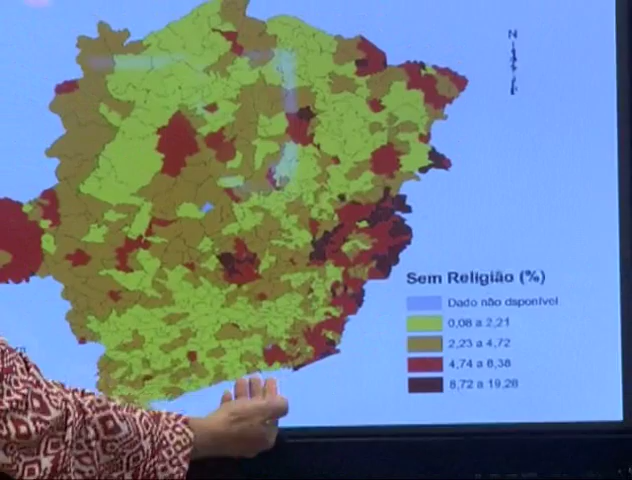 N
Sem Religião (%)
Dado não dsponível
0,08 a 2,21
2,23 a 4,72
4,74 a 8,38
8,72 a 19,28